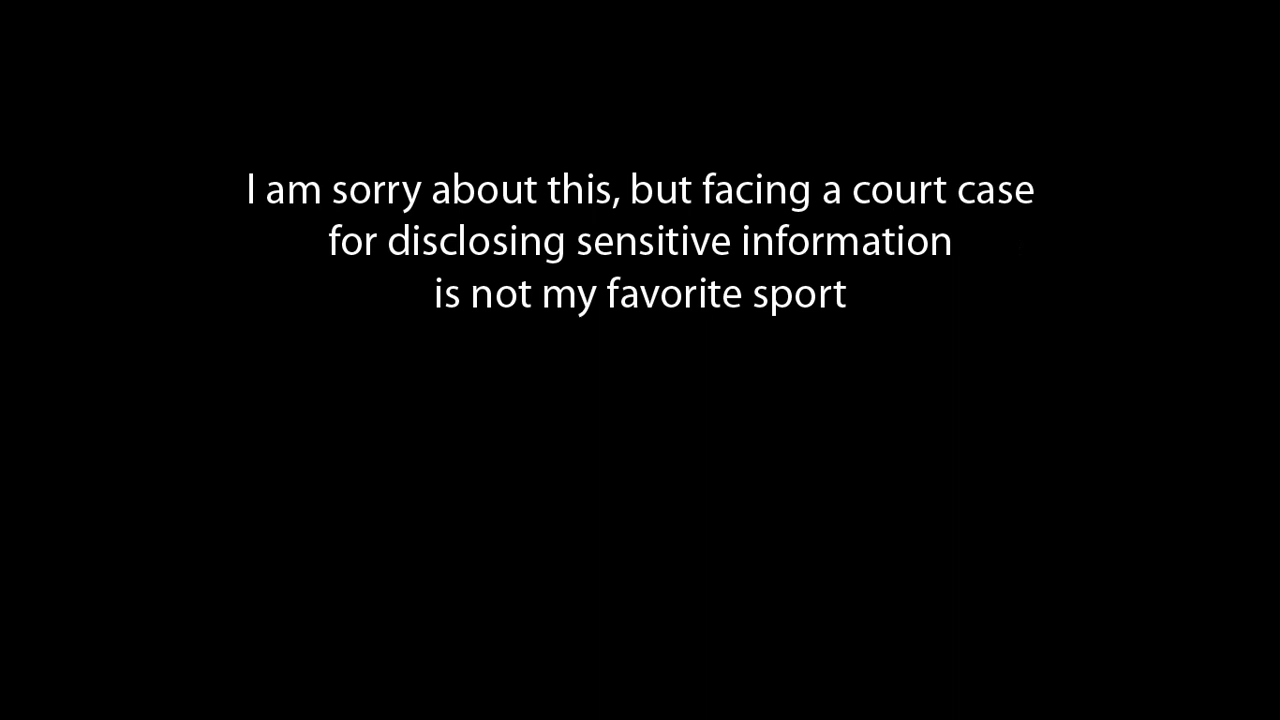 I am sorry about this, but facing a court case
for disclosing sensitive information
is not my favorite sport